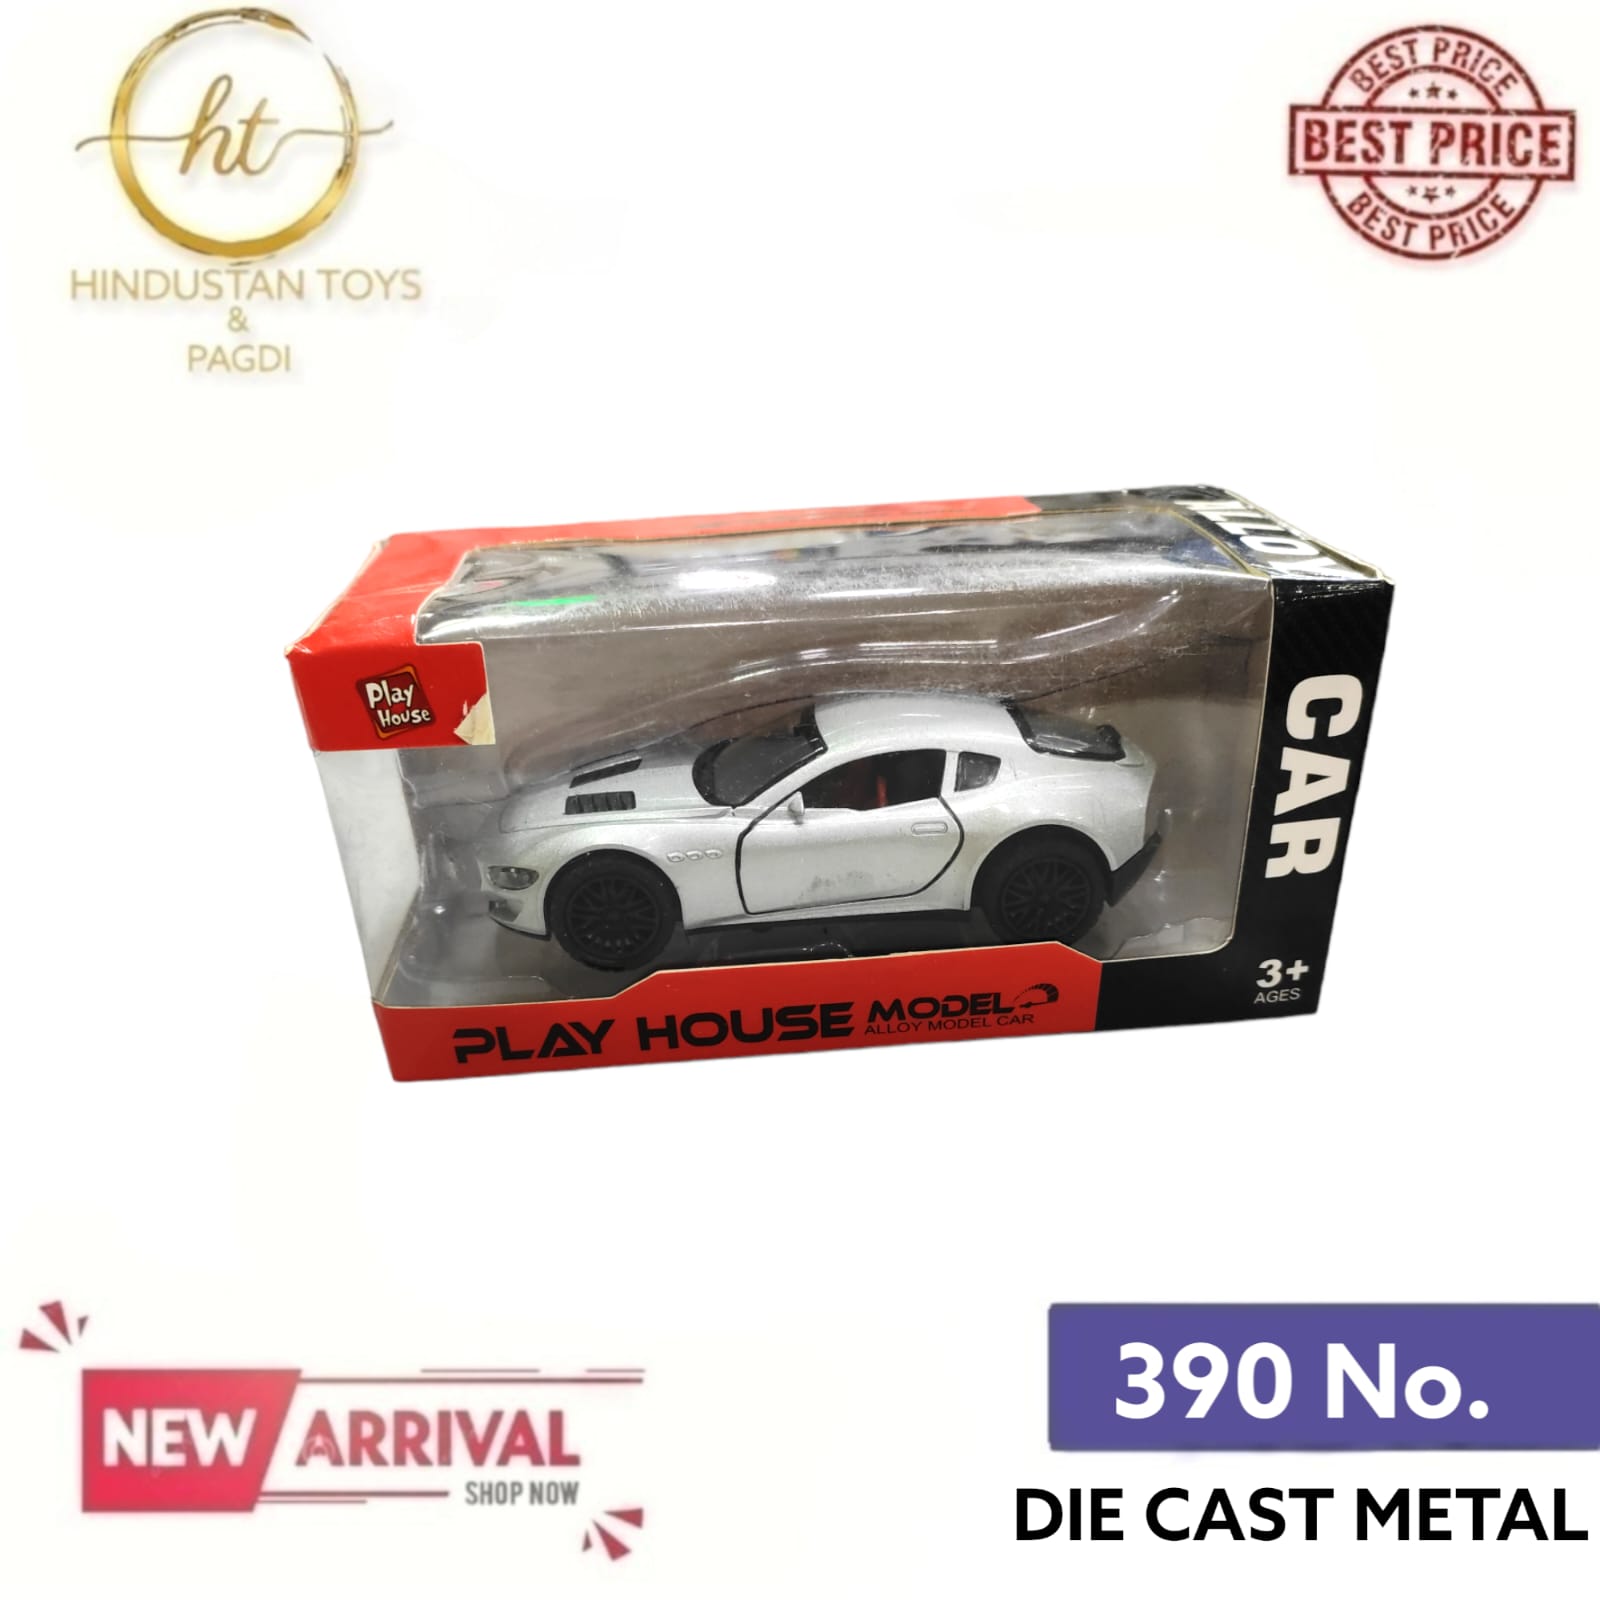 ht
HINDUSTAN TOYS
&
PAGDI
BEST PRICE
BEST PRICE
BEST PRICE
ALLOY
CAR
Play
House
3+
AGES
PLAY HOUSE MODEL
ALLOY MODEL CAR
NEW ARRIVAL
SHOP NOW
390 No.
DIE CAST METAL